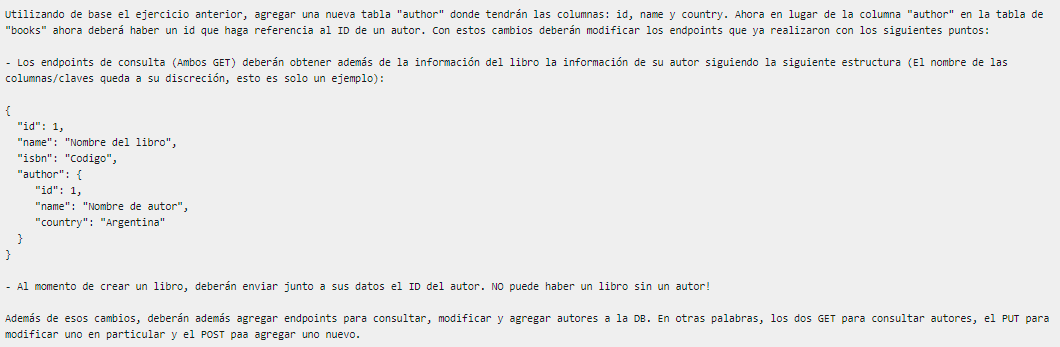 Utilizando de base el ejercicio anterior, agregar una nueva tabla "author" donde tendrán las columnas: id, name y country. Ahora en lugar de la columna "author" en la tabla de
"books" ahora deberá haber un id que haga referencia al ID de un autor. Con estos cambios deberán modificar los endpoints que ya realizaron con los siguientes puntos:
- Los endpoints de consulta (Ambos GET) deberán obtener además de la información del libro la información de su autor siguiendo la siguiente estructura (El nombre de las
columnas/claves queda a su discreción, esto es solo un ejemplo):
{
  "id": 1,
  "name": "Nombre del libro",
  "isbn": "Codigo",
  "author": {
     "id": 1,
     "name": "Nombre de autor",
     "country": "Argentina"
  }
}
- Al momento de crear un libro, deberán enviar junto a sus datos el ID del autor. NO puede haber un libro sin un autor!
Además de esos cambios, deberán además agregar endpoints para consultar, modificar y agregar autores a la DB. En otras palabras, los dos GET para consultar autores, el PUT para
modificar uno en particular y el POST paa agregar uno nuevo.